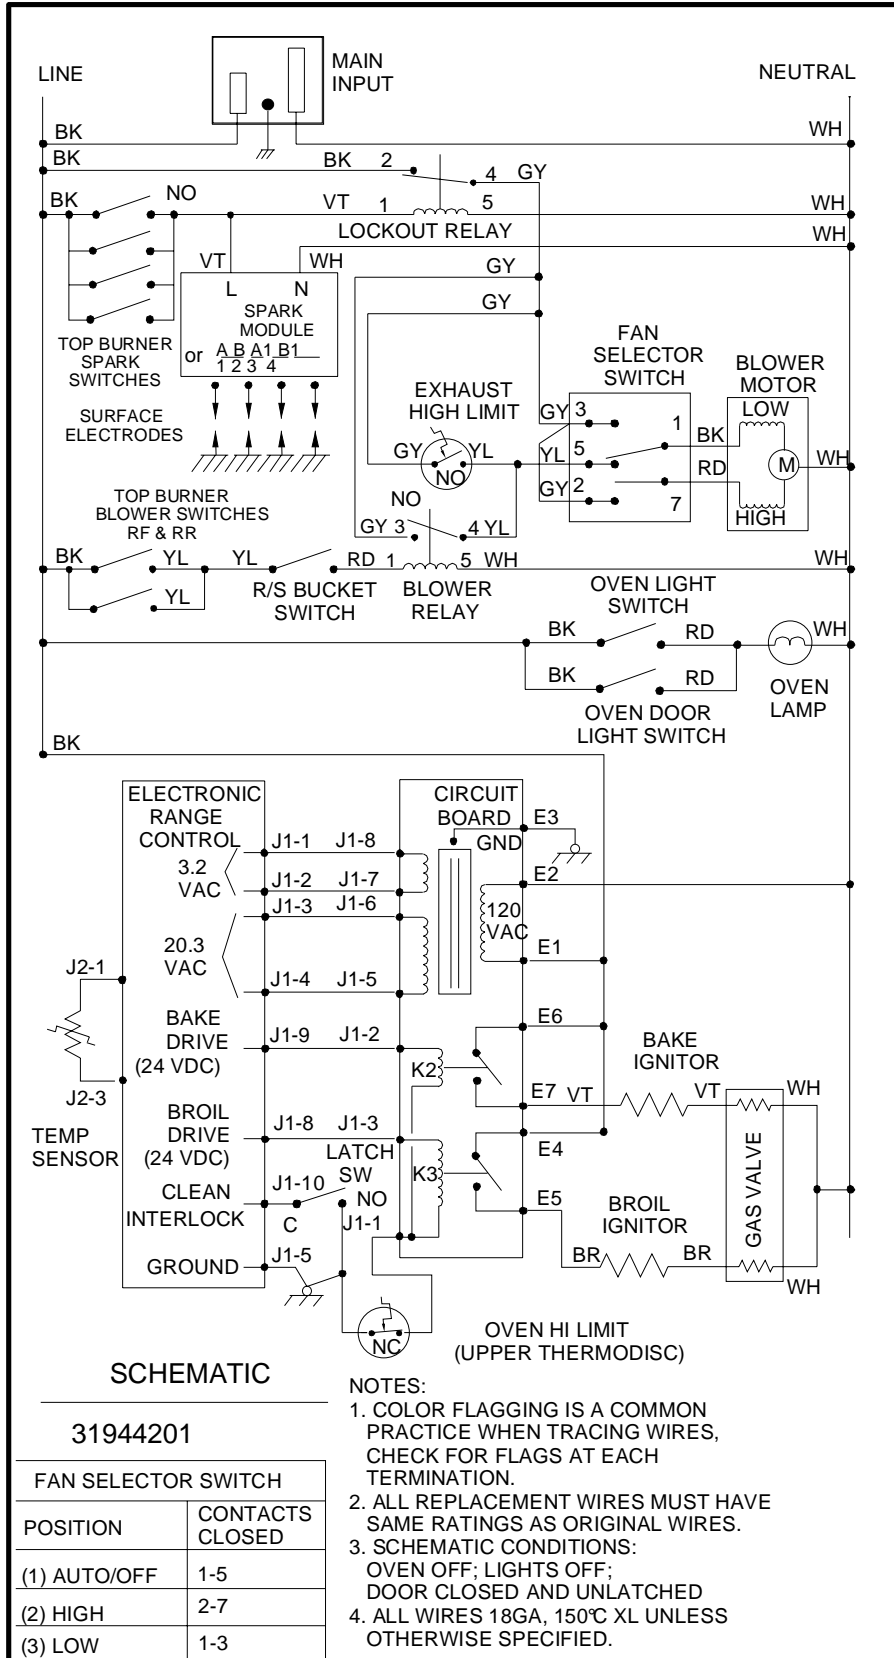 LINE
MAIN
INPUT
NEUTRAL
BK
WH
BK
BK 2 4 GY
BK NO VT 1 5 WH
LOCKOUT RELAY
WH
VT WH
L N
SPARK
MODULE
or A B A1 B1
1 2 3 4
GY
GY
TOP BURNER
SPARK
SWITCHES
SURFACE
ELECTRODES
FAN
SELECTOR
SWITCH
BLOWER
MOTOR
LOW
EXHAUST
HIGH LIMIT
GY 3 1 BK
GY YL YL 5 M WH
NO RD
GY 2 7
HIGH
TOP BURNER
BLOWER SWITCHES
RF & RR
NO
GY 3 4 YL
BK YL YL RD 1 5 WH WH
YL
R/S BUCKET
SWITCH
BLOWER
RELAY
OVEN LIGHT
SWITCH
BK RD WH
BK RD
OVEN
LAMP
OVEN DOOR
LIGHT SWITCH
BK
ELECTRONIC
RANGE
CONTROL
CIRCUIT
BOARD
GND
E3
J1-1 J1-8
3.2
VAC
J1-2 J1-7
E2
J1-3 J1-6
120
VAC
20.3
VAC
E1
J2-1
J1-4 J1-5
BAKE
DRIVE
(24 VDC)
J1-9 J1-2
E6
BAKE
IGNITOR
K2
E7 VT VT WH
J2-3
TEMP
SENSOR
BROIL
DRIVE
(24 VDC)
J1-8 J1-3
E4
LATCH
SW
NO
K3
J1-10
CLEAN
INTERLOCK
C J1-1
E5
BROIL
IGNITOR
GAS VALVE
BR BR
WH
GROUND J1-5
NC
OVEN HI LIMIT
(UPPER THERMODISC)
SCHEMATIC
31944201
NOTES:
1. COLOR FLAGGING IS A COMMON
PRACTICE WHEN TRACING WIRES,
CHECK FOR FLAGS AT EACH
TERMINATION.
2. ALL REPLACEMENT WIRES MUST HAVE
SAME RATINGS AS ORIGINAL WIRES.
3. SCHEMATIC CONDITIONS:
OVEN OFF; LIGHTS OFF;
DOOR CLOSED AND UNLATCHED
4. ALL WIRES 18GA, 150°C XL UNLESS
OTHERWISE SPECIFIED.
FAN SELECTOR SWITCH
POSITION CONTACTS
CLOSED
(1) AUTO/OFF 1-5
(2) HIGH 2-7
(3) LOW 1-3